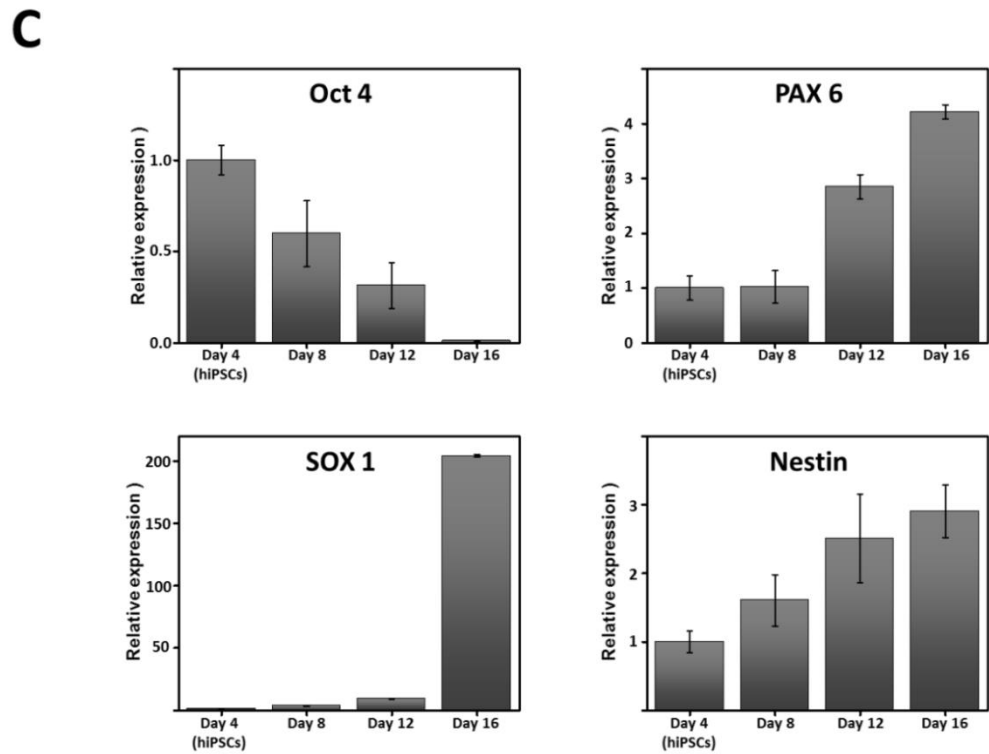 C
Oct 4
Relative expression )
1.0
0.5
0.0
Day 4 Day 8 Day 12 Day 16
(hiPSCs)
PAX 6
Relative expression )
4
3
2
1
0
Day 4 Day 8 Day 12 Day 16
(hiPSCs)
SOX 1
Relative expression )
200
150
100
50
Day 4 Day 8 Day 12 Day 16
(hiPSCs)
Nestin
Relative expression )
3
2
1
Day 4 Day 8 Day 12 Day 16
(hiPSCs)